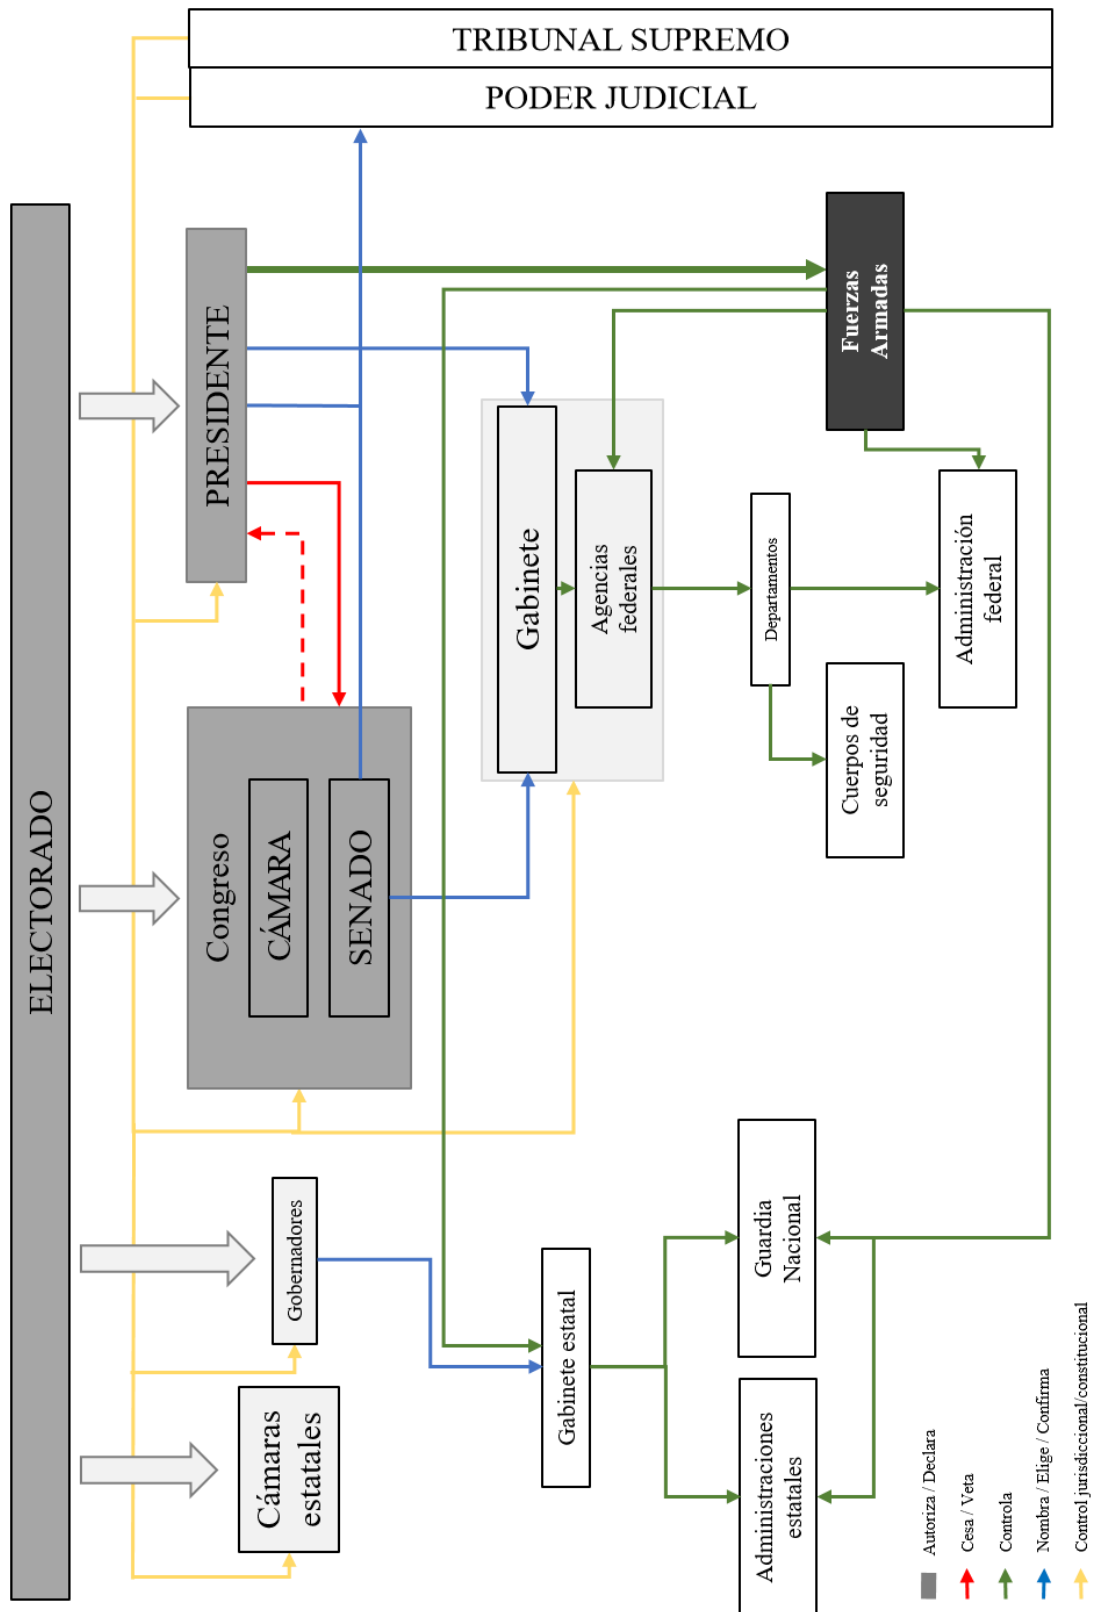 ELECTORADO
TRIBUNAL SUPREMO
PODER JUDICIAL
PRESIDENTE
Congreso
CÁMARA
SENADO
Gobernadores
Cámaras
estatales
Gabinete
Agencias
federales
Departamentos
Fuerzas
Armadas
Administración
federal
Cuerpos de
seguridad
Gabinete estatal
Guardia
Nacional
Administraciones
estatales
Autoriza / Declara
Cesa / Veta
Controla
Nombra / Elige / Confirma
Control jurisdiccional/constitucional